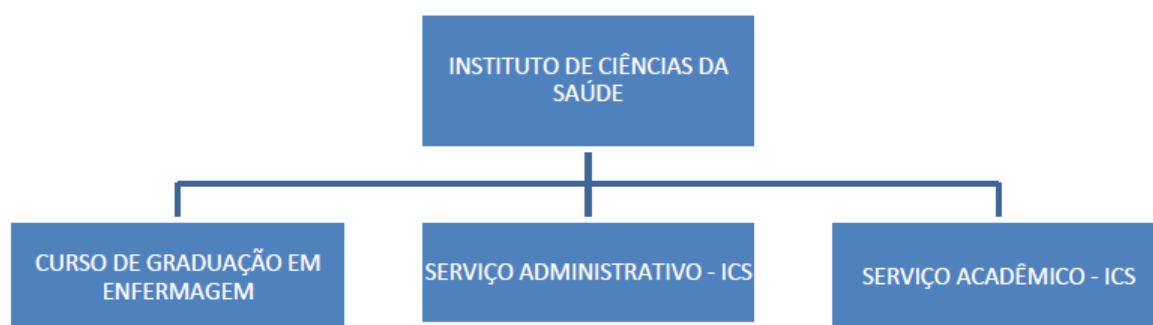 INSTITUTO DE CIÊNCIAS DA
SAÚDE
CURSO DE GRADUAÇÃO EM
ENFERMAGEM
SERVIÇO ADMINISTRATIVO - ICS
SERVIÇO ACADÊMICO - ICS